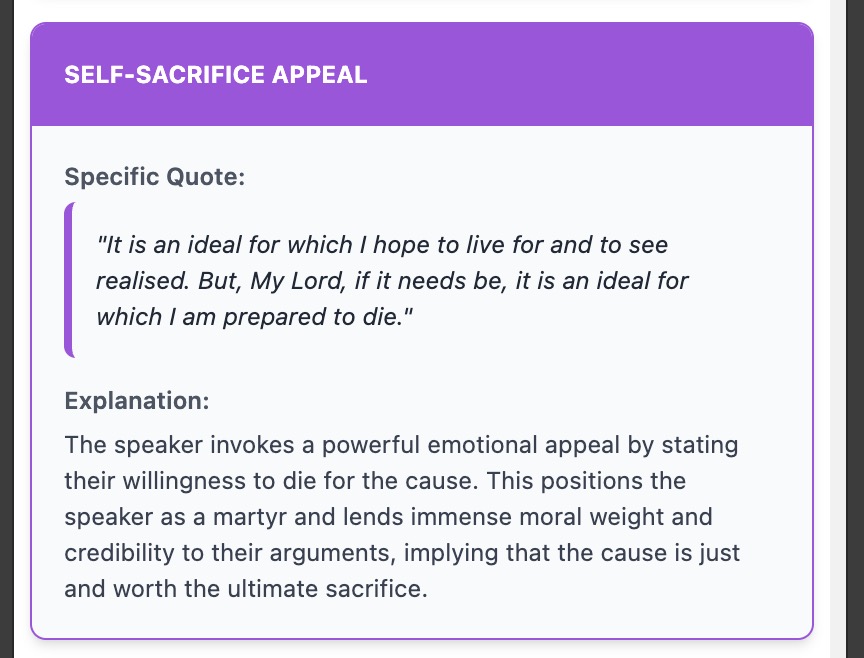 SELF-SACRIFICE APPEAL
Specific Quote:
"It is an ideal for which I hope to live for and to see
realised. But, My Lord, if it needs be, it is an ideal for
which I am prepared to die."
Explanation:
The speaker invokes a powerful emotional appeal by stating
their willingness to die for the cause. This positions the
speaker as a martyr and lends immense moral weight and
credibility to their arguments, implying that the cause is just
and worth the ultimate sacrifice.